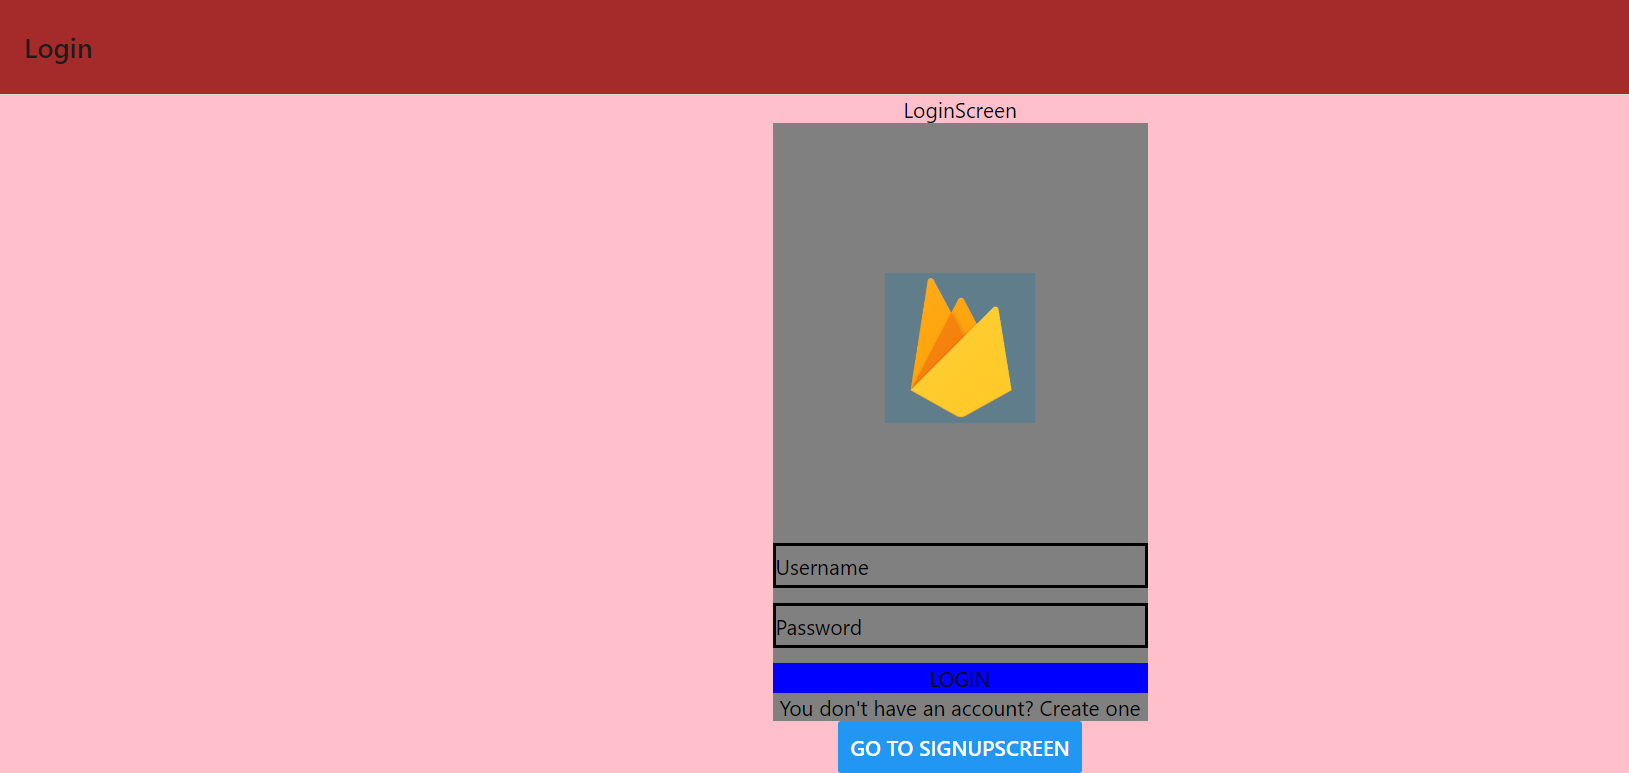 Login
LoginScreen
Username
Password
LOGIN
You don't have an account? Create one
GO TO SIGNUPSCREEN